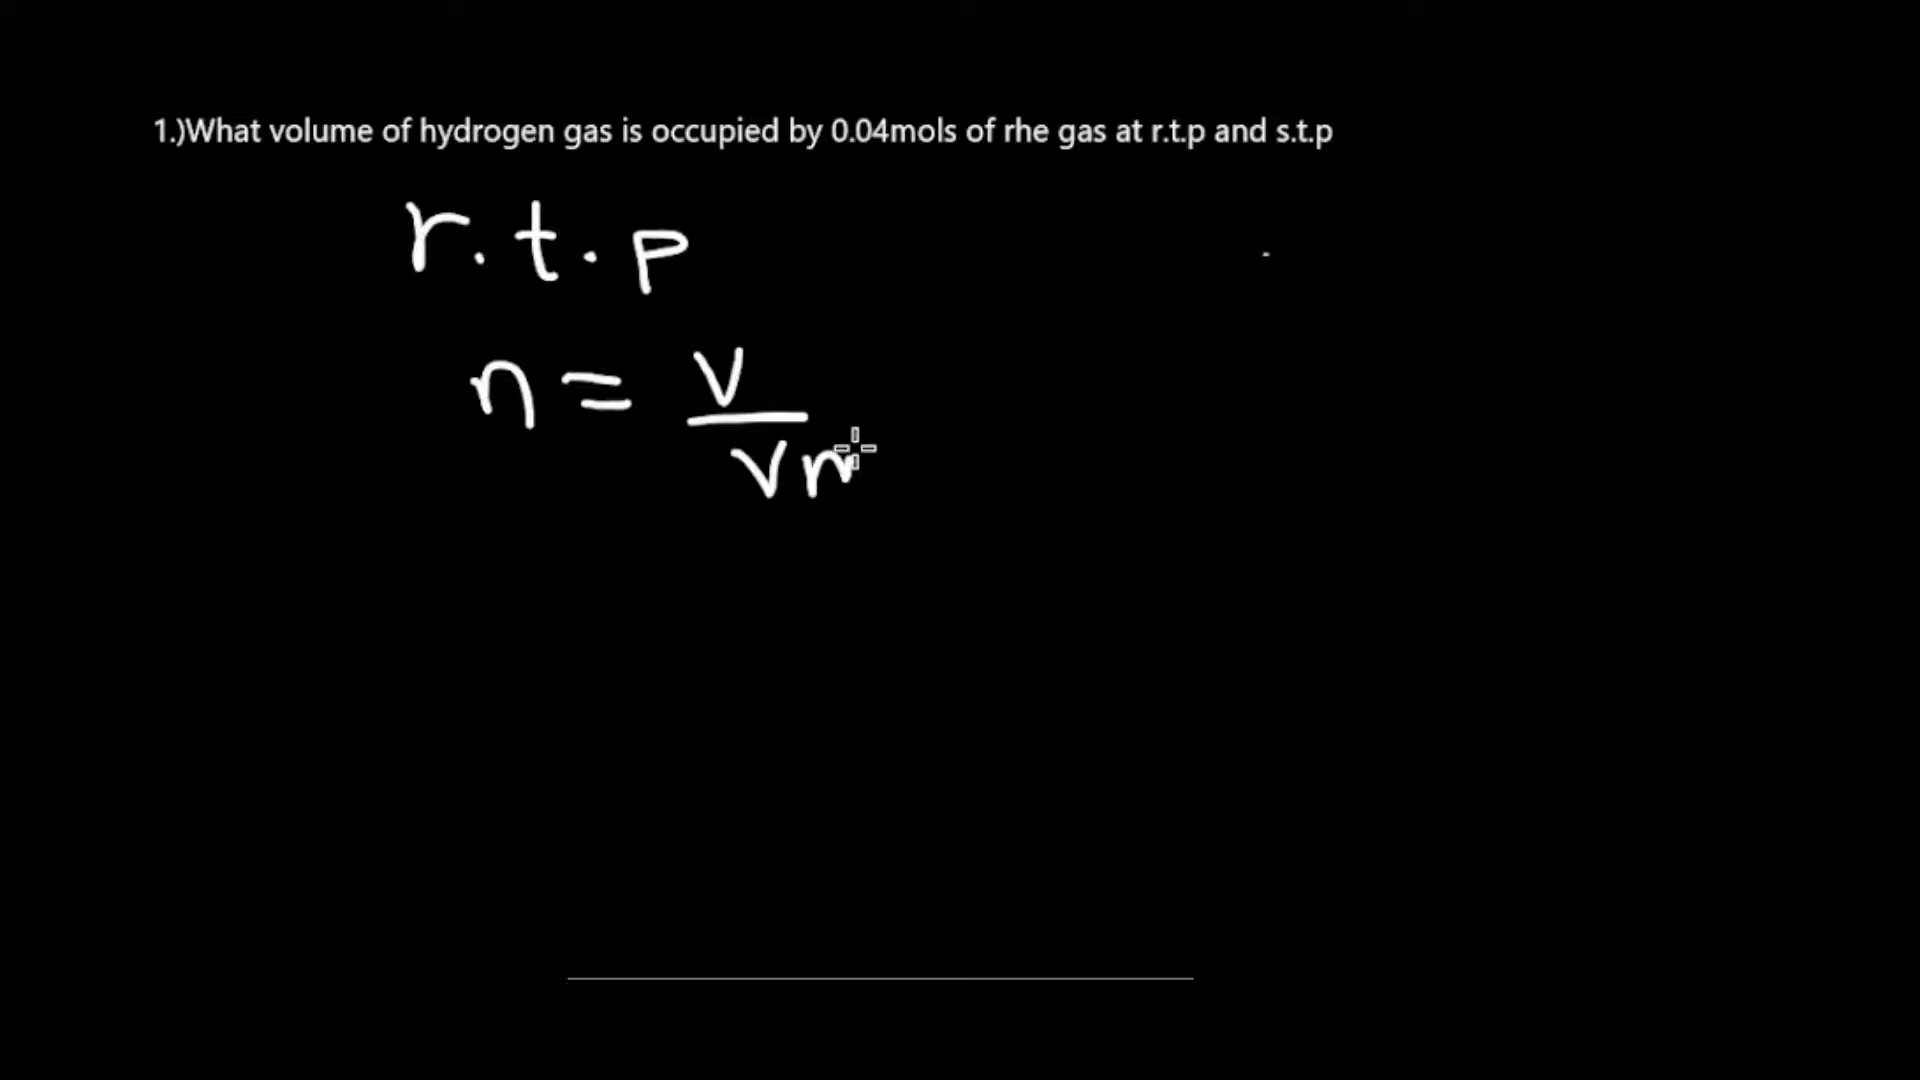 1.)What volume of hydrogen gas is occupied by 0.04mols of rhe gas at r.t.p and s.t.p
r.t.p
n = v
vm